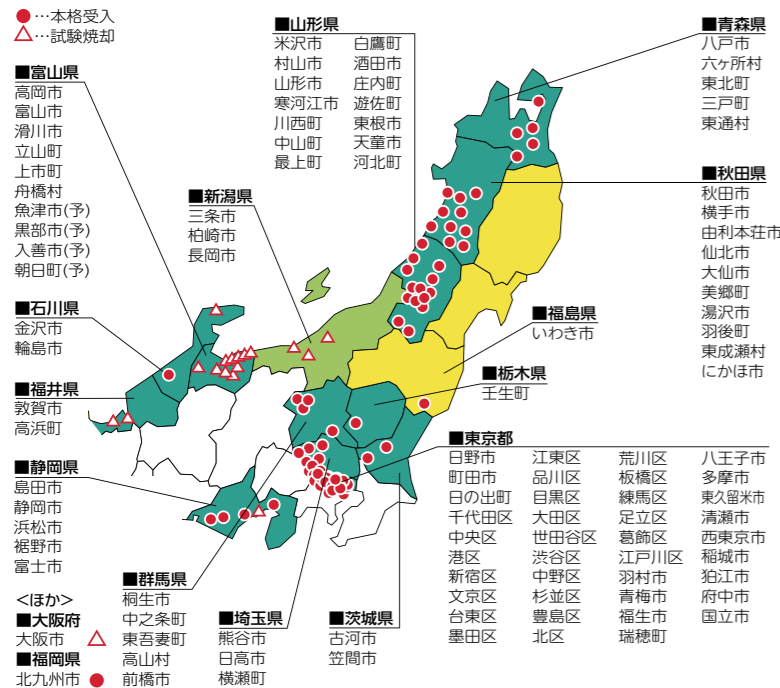 ●…本格受入
△…試験焼却
■富山県
高岡市
富山市
滑川市
立山町
上市町
舟橋村
魚津市(予)
黒部市(予)
入善市(予)
朝日町(予)
■石川県
金沢市
輪島市
■福井県
敦賀市
高浜町
■静岡県
島田市
静岡市
浜松市
裾野市
富士市
<ほか>
■大阪府
大阪市 △
■福岡県
北九州市 ●
■新潟県
三条市
柏崎市
長岡市
■山形県
米沢市 白鷹町
村山市 酒田市
山形市 庄内町
寒河江市 遊佐町
川西町 東根市
中山町 天童市
最上町 河北町
■青森県
八戸市
六ヶ所村
東北町
三戸町
東通村
■秋田県
秋田市
横手市
由利本荘市
仙北市
大仙市
美郷町
湯沢市
羽後町
東成瀬村
にかほ市
■福島県
いわき市
■栃木県
壬生町
■東京都
日野市 江東区 荒川区 八王子市
町田市 品川区 板橋区 多摩市
日の出町 目黒区 練馬区 東久留米市
千代田区 大田区 足立区 清瀬市
中央区 世田谷区 葛飾区 西東京市
港区 渋谷区 江戸川区 稲城市
新宿区 中野区 羽村市 狛江市
文京区 杉並区 青梅市 府中市
台東区 豊島区 福生市 国立市
墨田区 北区 瑞穂町
■群馬県
桐生市
中之条町
東吾妻町
高山村
前橋市
■埼玉県
熊谷市
日高市
横瀬町
■茨城県
古河市
笠間市